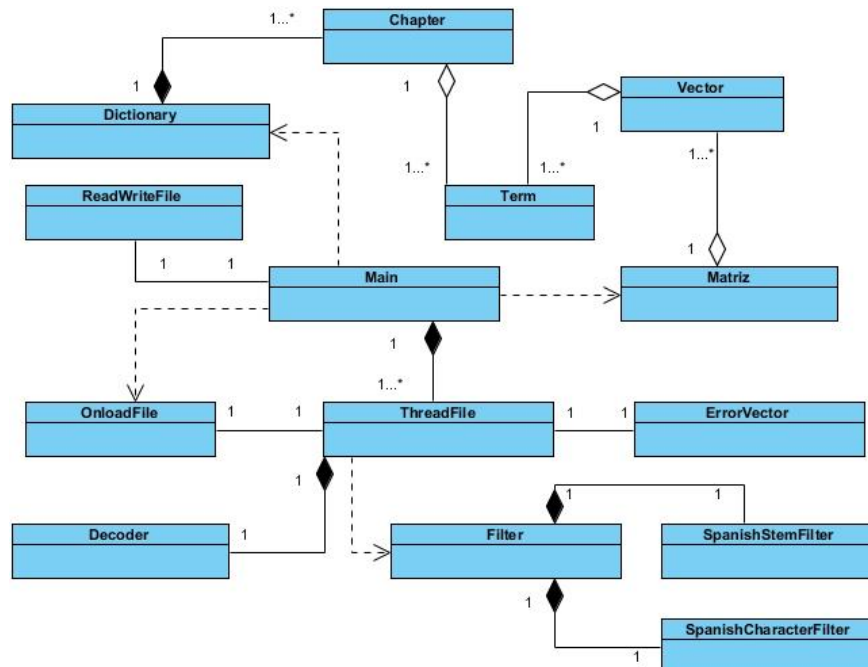 1...*
Chapter
1
1
Dictionary
Vector
1
1...*
1...*
1...*
ReadWriteFile
Term
1
1
1
Main
Matriz
1
1...*
OnloadFile
1
1
ThreadFile
1
1
ErrorVector
1
1
1
Decoder
1
Filter
SpanishStemFilter
1
SpanishCharacterFilter
1